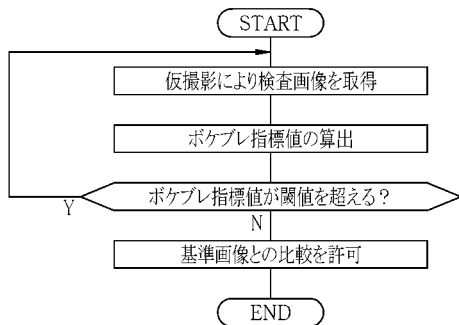 START
仮撮影により検査画像を取得
ボケブレ指標値の算出
ボケブレ指標値が閾値を超える？
Y
N
基準画像との比較を許可
END